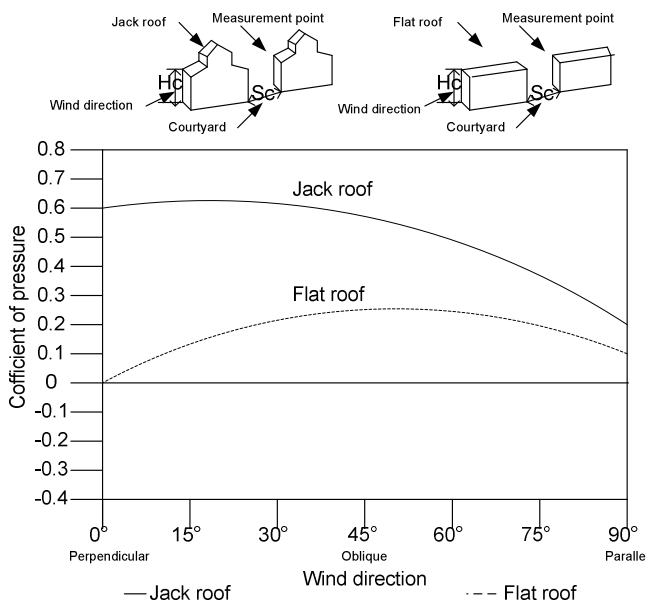 Jack roof
Measurement point
Hc
Sc
Wind direction
Courtyard
Flat roof
Measurement point
Hc
Sc
Wind direction
Courtyard
Cofficient of pressure
0.8
0.7
0.6
0.5
0.4
0.3
0.2
0.1
0
-0.1
-0.2
-0.3
-0.4
Jack roof
Flat roof
0° 15° 30° 45° 60° 75° 90°
Perpendicular Oblique Paralle
Wind direction
Jack roof Flat roof